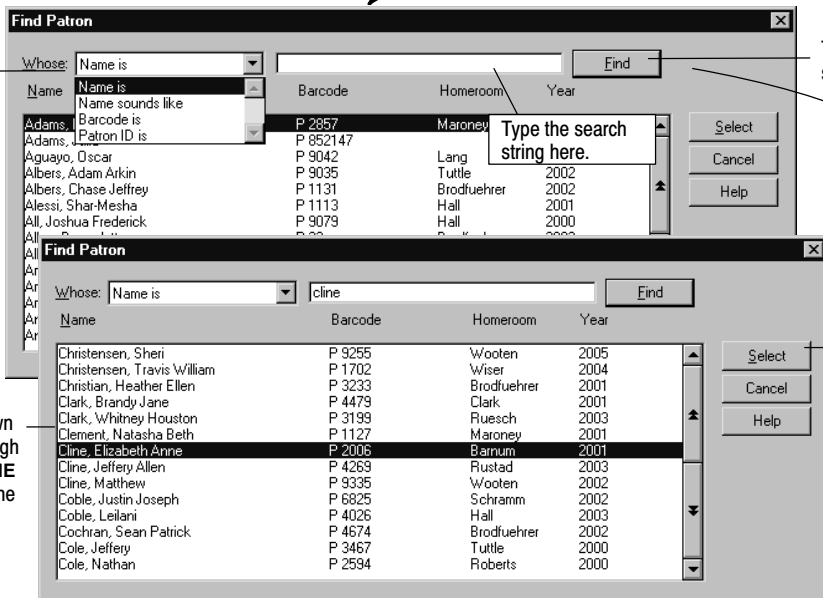 Find Patron
Whose: Name is Find
Name is
Name sounds like
Barcode is
Patron ID is
Name Barcode Homeroom Year
Adams, P 2857 Maroney
Adams, P 852147
Aguayo, Oscar P 9042 Lang
Albers, Adam Arkin P 9035 Tuttle 2002
Albers, Chase Jeffrey P 1131 Brodfuehrer 2002
Alessi, Shar-Mesha P 1113 Hall 2001
All, Joshua Frederick P 9079 Hall 2000
Type the search
string here.
Select
Cancel
Help
Find Patron
Whose: Name is cline Find
Name Barcode Homeroom Year
Christensen, Sheri P 9255 Wooten 2005
Christensen, Travis William P 1702 Wiser 2004
Christian, Heather Ellen P 3233 Brodfuehrer 2001
Clark, Brandy Jane P 4479 Clark 2001
Clark, Whitney Houston P 3199 Ruesch 2003
Clement, Natasha Beth P 1127 Maroney 2001
Cline, Elizabeth Anne P 2006 Barnum 2001
Cline, Jeffery Allen P 4269 Rustad 2003
Cline, Matthew P 9335 Wooten 2002
Coble, Justin Joseph P 6825 Schramm 2002
Coble, Leilani P 4026 Hall 2003
Cochran, Sean Patrick P 4674 Brodfuehrer 2002
Cole, Jeffery P 3467 Tuttle 2000
Cole, Nathan P 2594 Roberts 2000
Select
Cancel
Help